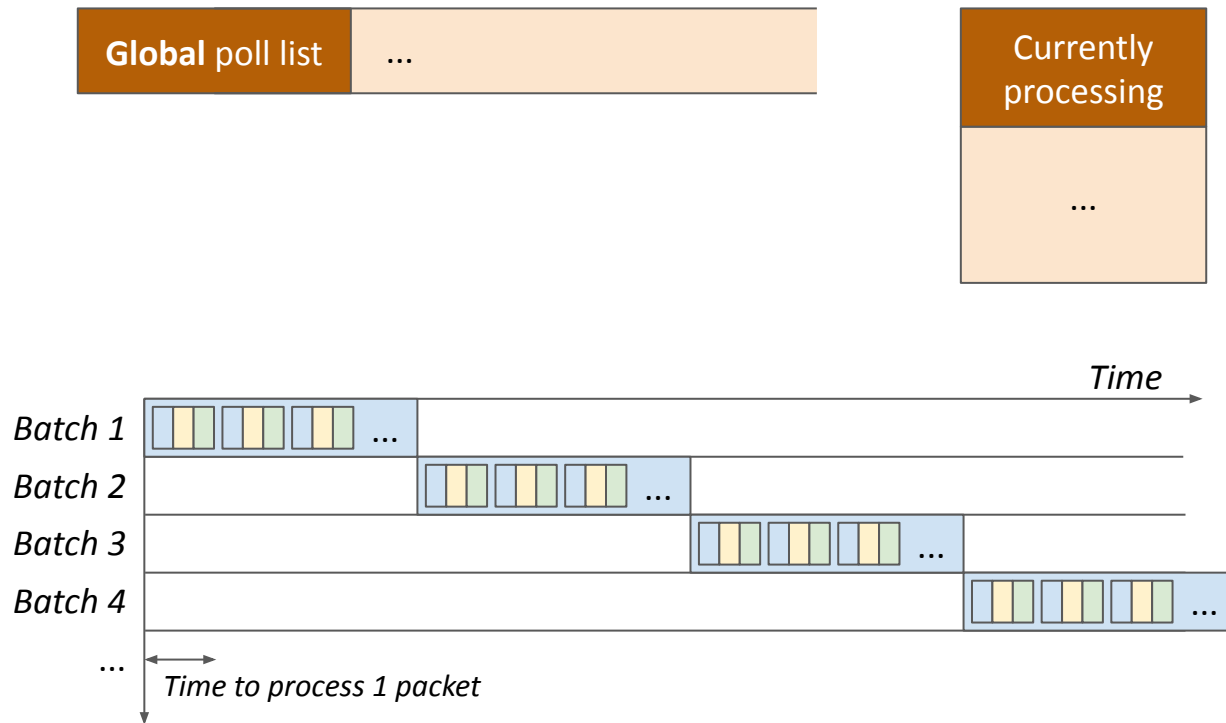 Global poll list
...
Currently
processing
...
Time
Batch 1
...
Batch 2
...
Batch 3
...
Batch 4
...
...
Time to process 1 packet